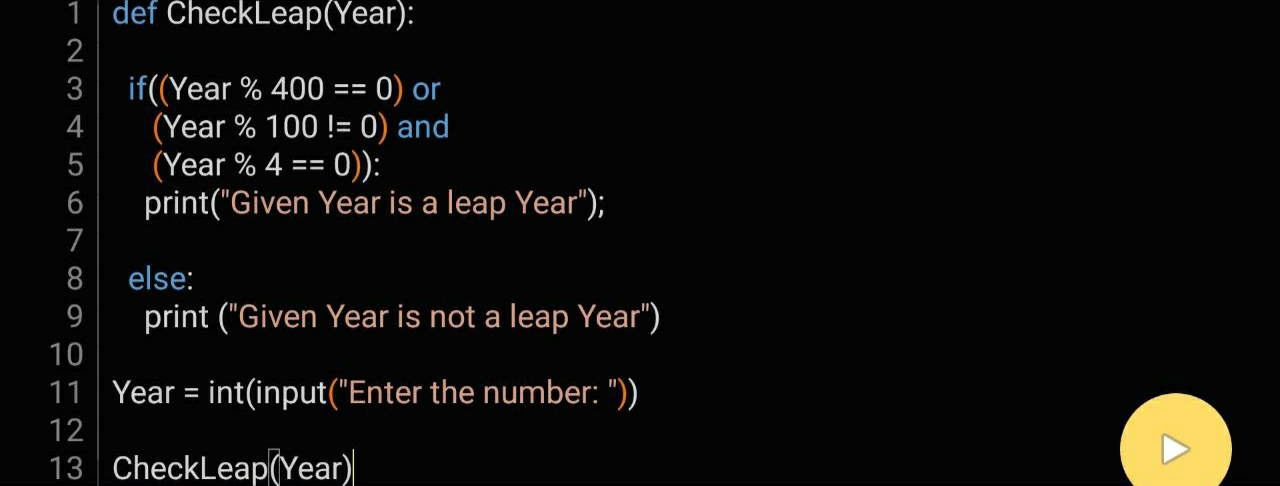 1 def CheckLeap(Year):
2
3 if((Year % 400 == 0) or
4 (Year % 100 != 0) and
5 (Year % 4 == 0)):
6 print("Given Year is a leap Year");
7
8 else:
9 print ("Given Year is not a leap Year")
10
11 Year = int(input("Enter the number: "))
12
13 CheckLeap(Year)